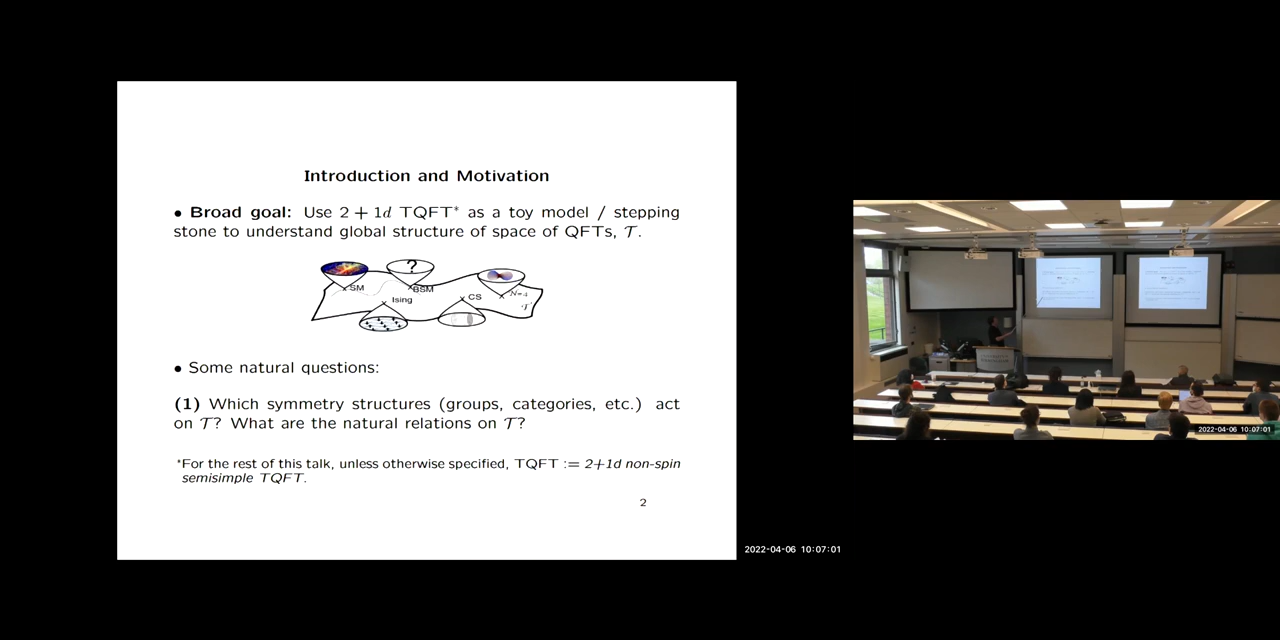 Introduction and Motivation
• Broad goal: Use 2 + 1d TQFT* as a toy model / stepping
stone to understand global structure of space of QFTs, 𝒯.
?
SM
BSM
Ising
CS
N=4
𝒯
• Some natural questions:
(1) Which symmetry structures (groups, categories, etc.) act
on 𝒯? What are the natural relations on 𝒯?
*For the rest of this talk, unless otherwise specified, TQFT := 2+1d non-spin
semisimple TQFT.
2
2022-04-06 10:07:01
2022-04-06 10:07:01